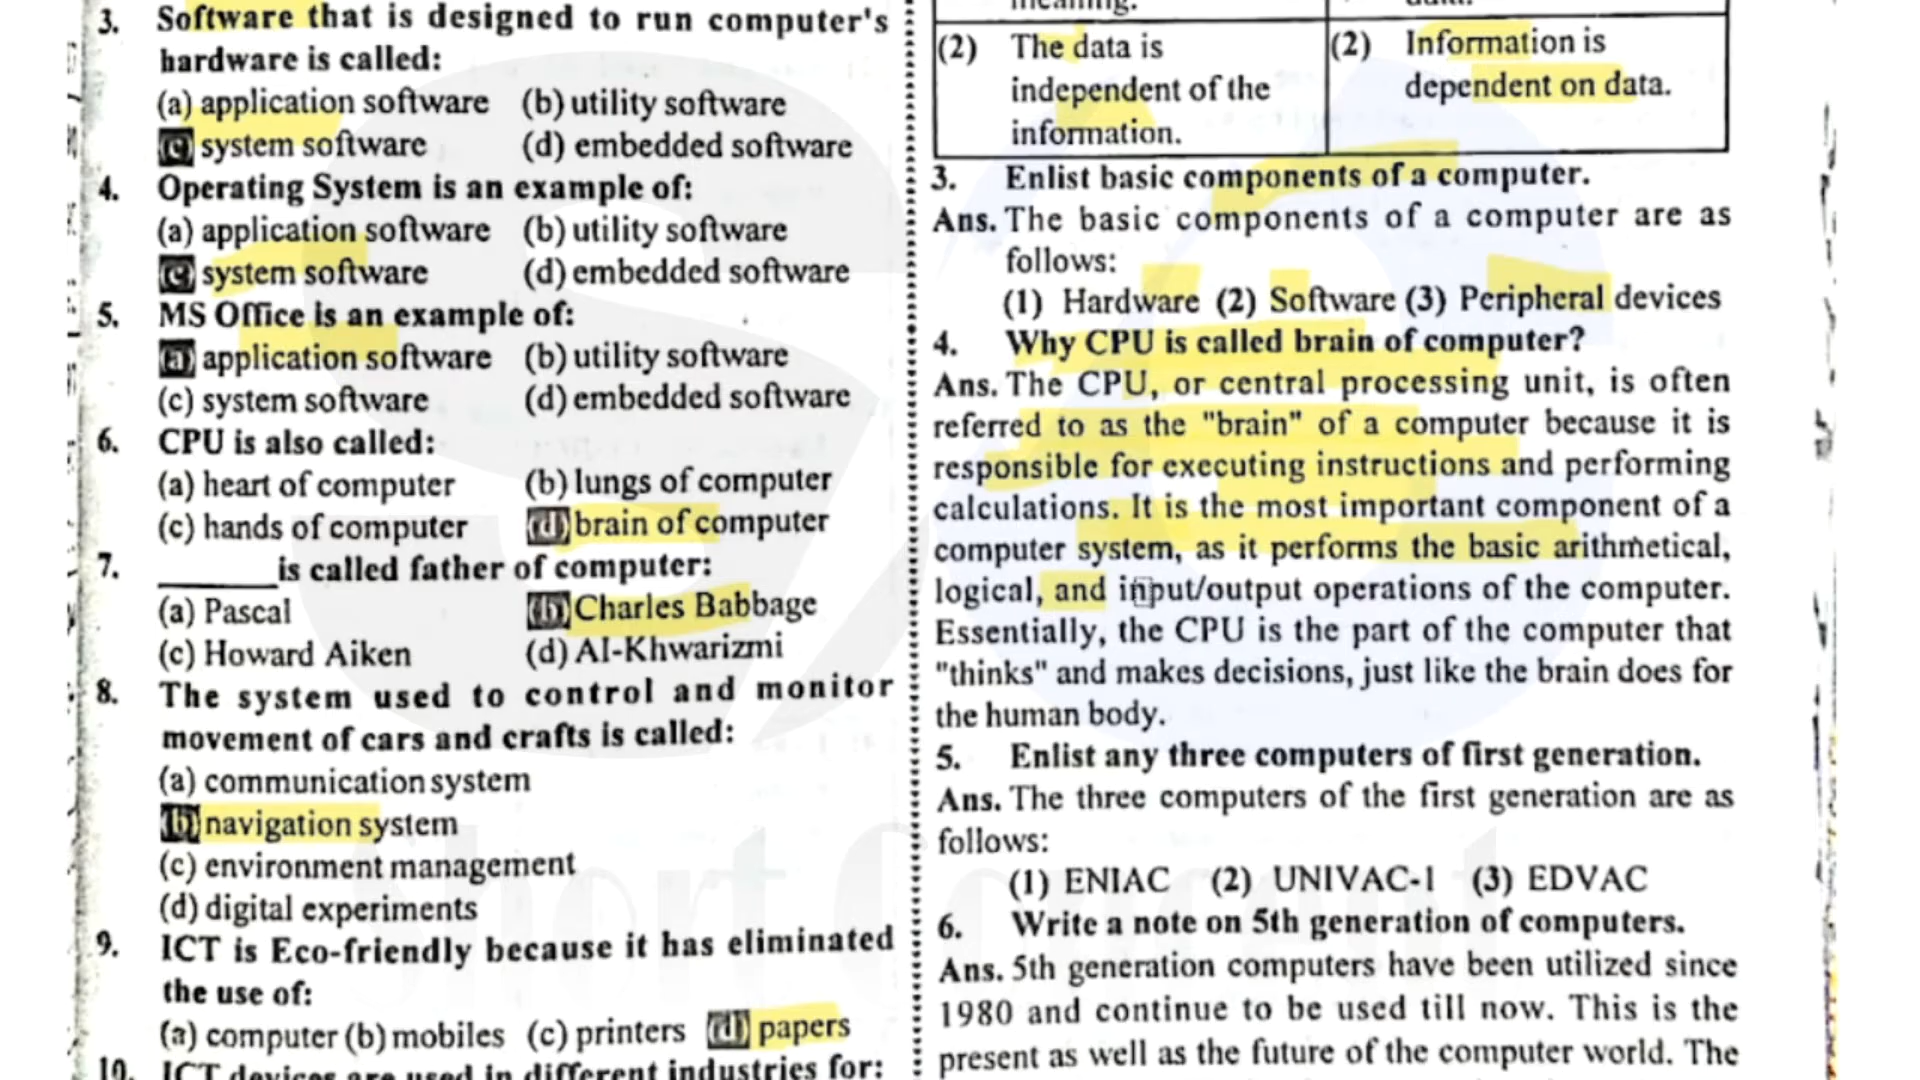 3. Software that is designed to run computer's
hardware is called:
(a) application software (b) utility software
(c) system software (d) embedded software
4. Operating System is an example of:
(a) application software (b) utility software
(c) system software (d) embedded software
5. MS Office is an example of:
(a) application software (b) utility software
(c) system software (d) embedded software
6. CPU is also called:
(a) heart of computer (b) lungs of computer
(c) hands of computer (d) brain of computer
7. ________ is called father of computer:
(a) Pascal (b) Charles Babbage
(c) Howard Aiken (d) Al-Khwarizmi
8. The system used to control and monitor
movement of cars and crafts is called:
(a) communication system
(b) navigation system
(c) environment management
(d) digital experiments
9. ICT is Eco-friendly because it has eliminated
the use of:
(a) computer (b) mobiles (c) printers (d) papers
10. ICT devices are used in different industries for:
meaning. data.
(2) The data is (2) Information is
independent of the dependent on data.
information.
3. Enlist basic components of a computer.
Ans. The basic components of a computer are as
follows:
(1) Hardware (2) Software (3) Peripheral devices
4. Why CPU is called brain of computer?
Ans. The CPU, or central processing unit, is often
referred to as the "brain" of a computer because it is
responsible for executing instructions and performing
calculations. It is the most important component of a
computer system, as it performs the basic arithmetical,
logical, and input/output operations of the computer.
Essentially, the CPU is the part of the computer that
"thinks" and makes decisions, just like the brain does for
the human body.
5. Enlist any three computers of first generation.
Ans. The three computers of the first generation are as
follows:
(1) ENIAC (2) UNIVAC-1 (3) EDVAC
6. Write a note on 5th generation of computers.
Ans. 5th generation computers have been utilized since
1980 and continue to be used till now. This is the
present as well as the future of the computer world. The
Short Concept